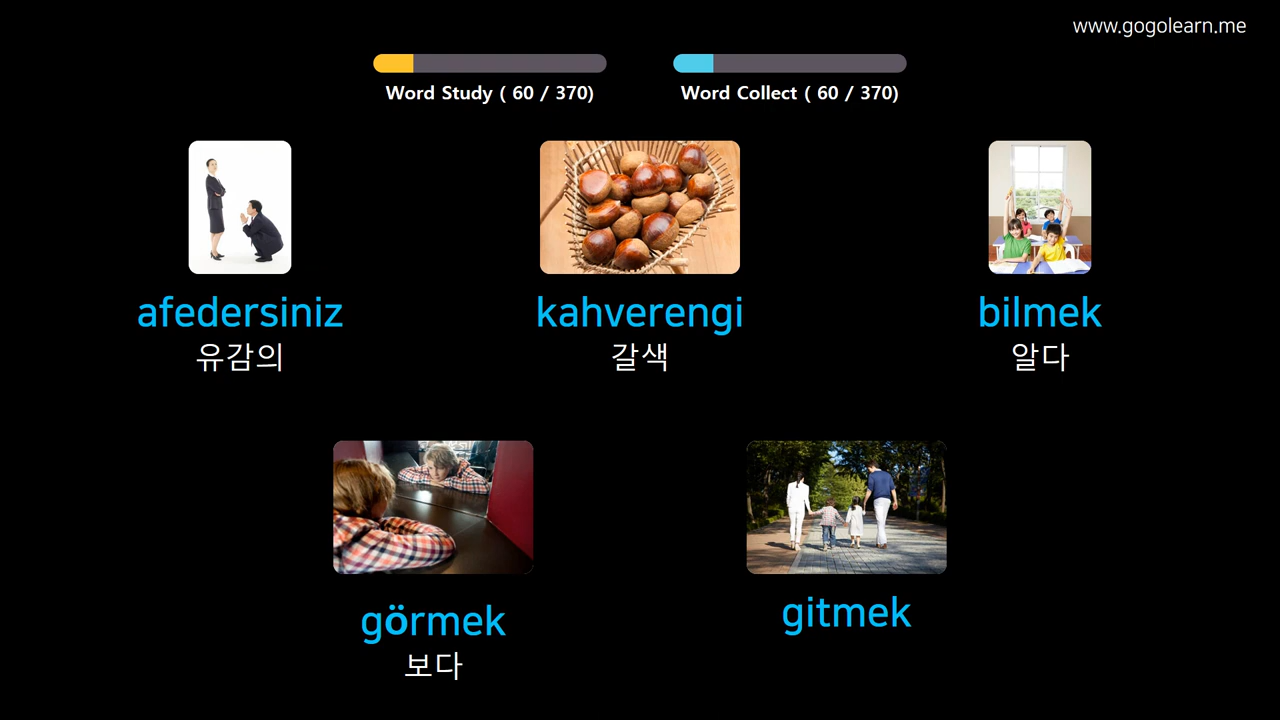 www.gogolearn.me
Word Study ( 60 / 370)
Word Collect ( 60 / 370)
afedersiniz
유감의
kahverengi
갈색
bilmek
알다
görmek
보다
gitmek